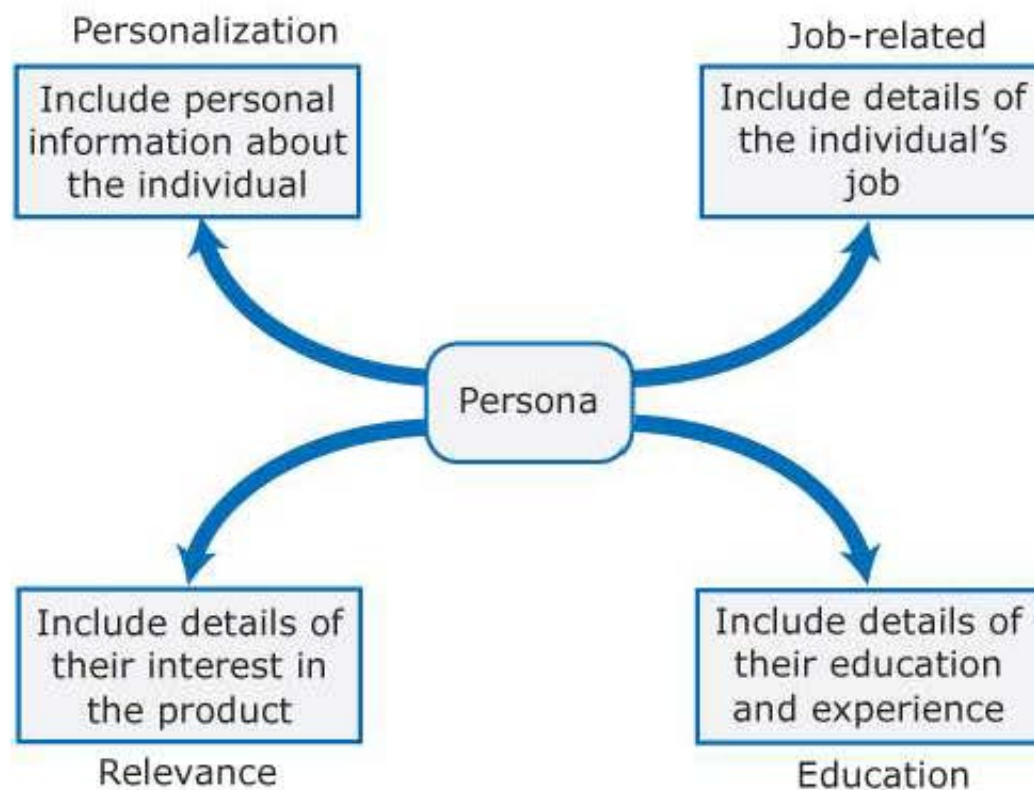 Personalization
Include personal
information about
the individual
Job-related
Include details of
the individual’s
job
Persona
Include details of
their interest in
the product
Relevance
Include details of
their education
and experience
Education